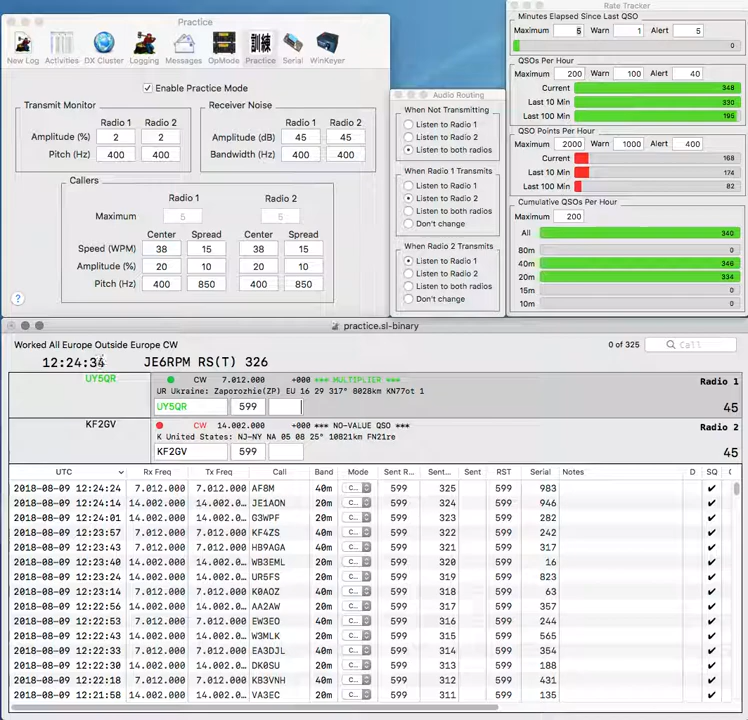 Practice
New Log Activities DX Cluster Logging Messages OpMode Practice Serial WinKeyer
訓練
Enable Practice Mode
Transmit Monitor
Radio 1 Radio 2
Amplitude (%) 2 2
Pitch (Hz) 400 400
Receiver Noise
Radio 1 Radio 2
Amplitude (dB) 45 45
Bandwidth (Hz) 400 400
Callers
Radio 1 Radio 2
Maximum 5 5
Center Spread Center Spread
Speed (WPM) 38 15 38 15
Amplitude (%) 20 10 20 10
Pitch (Hz) 400 850 400 850
?
Audio Routing
When Not Transmitting
Listen to Radio 1
Listen to Radio 2
Listen to both radios
When Radio 1 Transmits
Listen to Radio 1
Listen to Radio 2
Listen to both radios
Don't change
When Radio 2 Transmits
Listen to Radio 1
Listen to Radio 2
Listen to both radios
Don't change
Rate Tracker
Minutes Elapsed Since Last QSO
Maximum 5 Warn 1 Alert 5
0
QSOs Per Hour
Maximum 200 Warn 100 Alert 40
Current 348
Last 10 Min 330
Last 100 Min 195
QSO Points Per Hour
Maximum 2000 Warn 1000 Alert 400
Current 168
Last 10 Min 174
Last 100 Min 82
Cumulative QSOs Per Hour
Maximum 200
All 340
80m 0
40m 346
20m 334
15m 0
10m 0
practice.sl-binary
Worked All Europe Outside Europe CW
0 of 325
Call
12:24:34 JE6RPM RS(T) 326
UY5QR CW 7.012.000 +000 *** MULTIPLIER *** Radio 1
UR Ukraine: Zaporozhie(ZP) EU 16 29 317° 8028km KN77ot 1
UY5QR 599 45
KF2GV CW 14.002.000 +000 *** NO-VALUE QSO *** Radio 2
K United States: NJ-NY NA 05 08 25° 10821km FN21re
KF2GV 599 45
UTC Rx Freq Tx Freq Call Band Mode Sent R... Sent... Sent RST Serial Notes D SQ
2018-08-09 12:24:24 7.012.000 7.012.000 AF8M 40m C... 599 325 599 983 ✔
2018-08-09 12:24:14 14.002.000 14.002.0... JE1AON 20m C... 599 324 599 946 ✔
2018-08-09 12:24:01 14.002.000 14.002.0... G3WPF 20m C... 599 323 599 282 ✔
2018-08-09 12:23:57 7.012.000 7.012.000 KF4ZS 40m C... 599 322 599 242 ✔
2018-08-09 12:23:43 7.012.000 7.012.000 HB9AGA 40m C... 599 321 599 317 ✔
2018-08-09 12:23:40 14.002.000 14.002.0... WB3EML 20m C... 599 320 599 16 ✔
2018-08-09 12:23:24 14.002.000 14.002.0... UR5FS 20m C... 599 319 599 823 ✔
2018-08-09 12:23:14 7.012.000 7.012.000 K0AOZ 40m C... 599 318 599 63 ✔
2018-08-09 12:22:56 14.002.000 14.002.0... AA2AW 20m C... 599 317 599 357 ✔
2018-08-09 12:22:53 7.012.000 7.012.000 EW3EO 40m C... 599 316 599 244 ✔
2018-08-09 12:22:43 14.002.000 14.002.0... W3MLK 20m C... 599 315 599 565 ✔
2018-08-09 12:22:33 7.012.000 7.012.000 EA3DJL 40m C... 599 314 599 354 ✔
2018-08-09 12:22:30 14.002.000 14.002.0... DK0SU 20m C... 599 313 599 188 ✔
2018-08-09 12:22:18 7.012.000 7.012.000 KB3VNH 40m C... 599 312 599 431 ✔
2018-08-09 12:21:58 14.002.000 14.002.0... VA3EC 20m C... 599 311 599 135 ✔